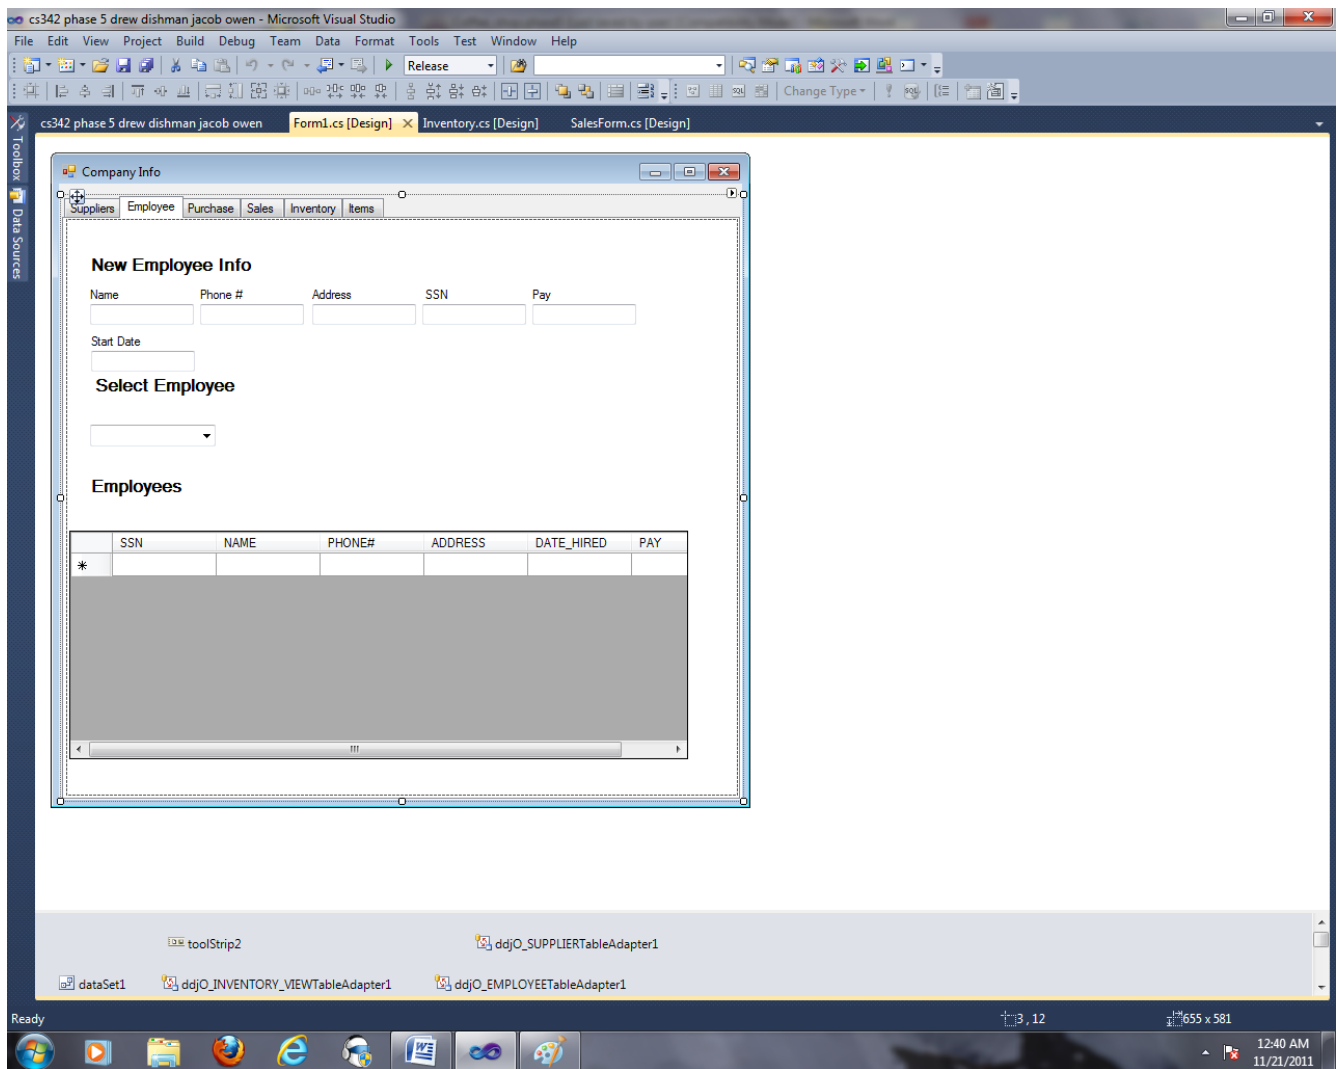 cs342 phase 5 drew dishman jacob owen - Microsoft Visual Studio
File Edit View Project Build Debug Team Data Format Tools Test Window Help
Release
Change Type
cs342 phase 5 drew dishman jacob owen Form1.cs [Design] Inventory.cs [Design] SalesForm.cs [Design]
Toolbox
Data Sources
Company Info
Suppliers Employee Purchase Sales Inventory Items
New Employee Info
Name Phone # Address SSN Pay
Start Date
Select Employee
Employees
SSN NAME PHONE# ADDRESS DATE_HIRED PAY
toolStrip2 ddjO_SUPPLIERTableAdapter1
dataSet1 ddjO_INVENTORY_VIEWTableAdapter1 ddjO_EMPLOYEETableAdapter1
Ready 3 , 12 655 x 581
12:40 AM
11/21/2011